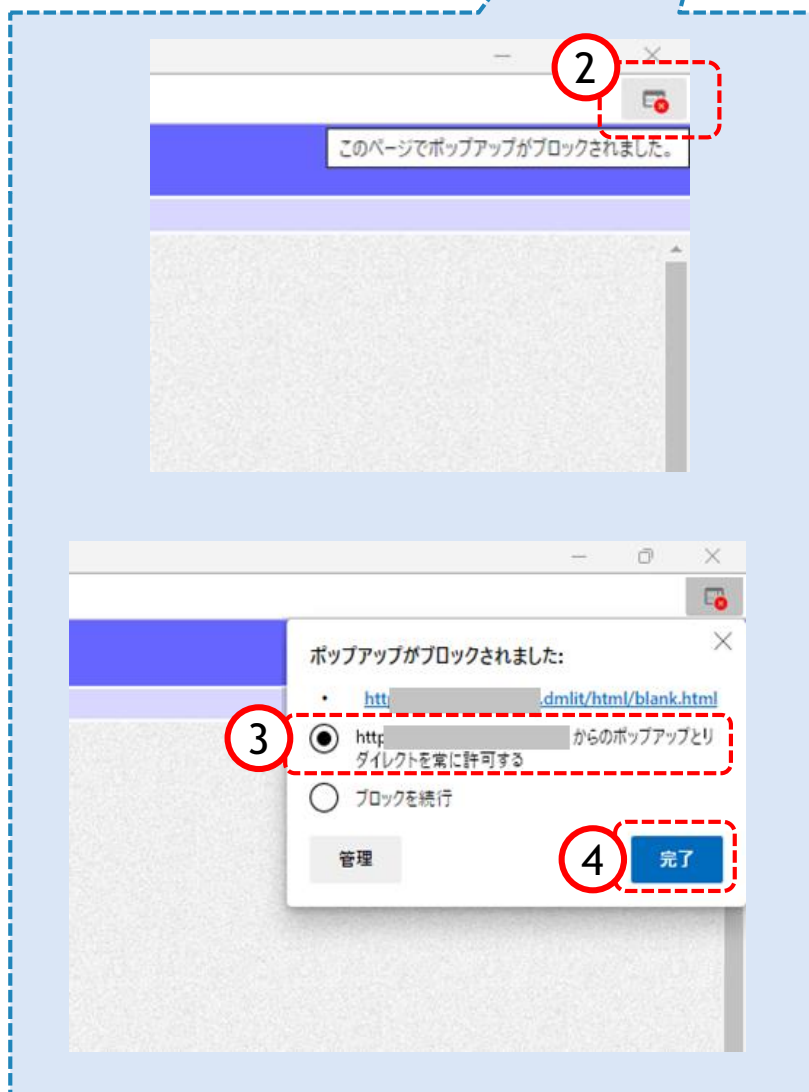 2
このページでポップアップがブロックされました。
ポップアップがブロックされました:
・ http .dmlit/html/blank.html
3
http からのポップアップとリ
ダイレクトを常に許可する
ブロックを続行
管理
4
完了